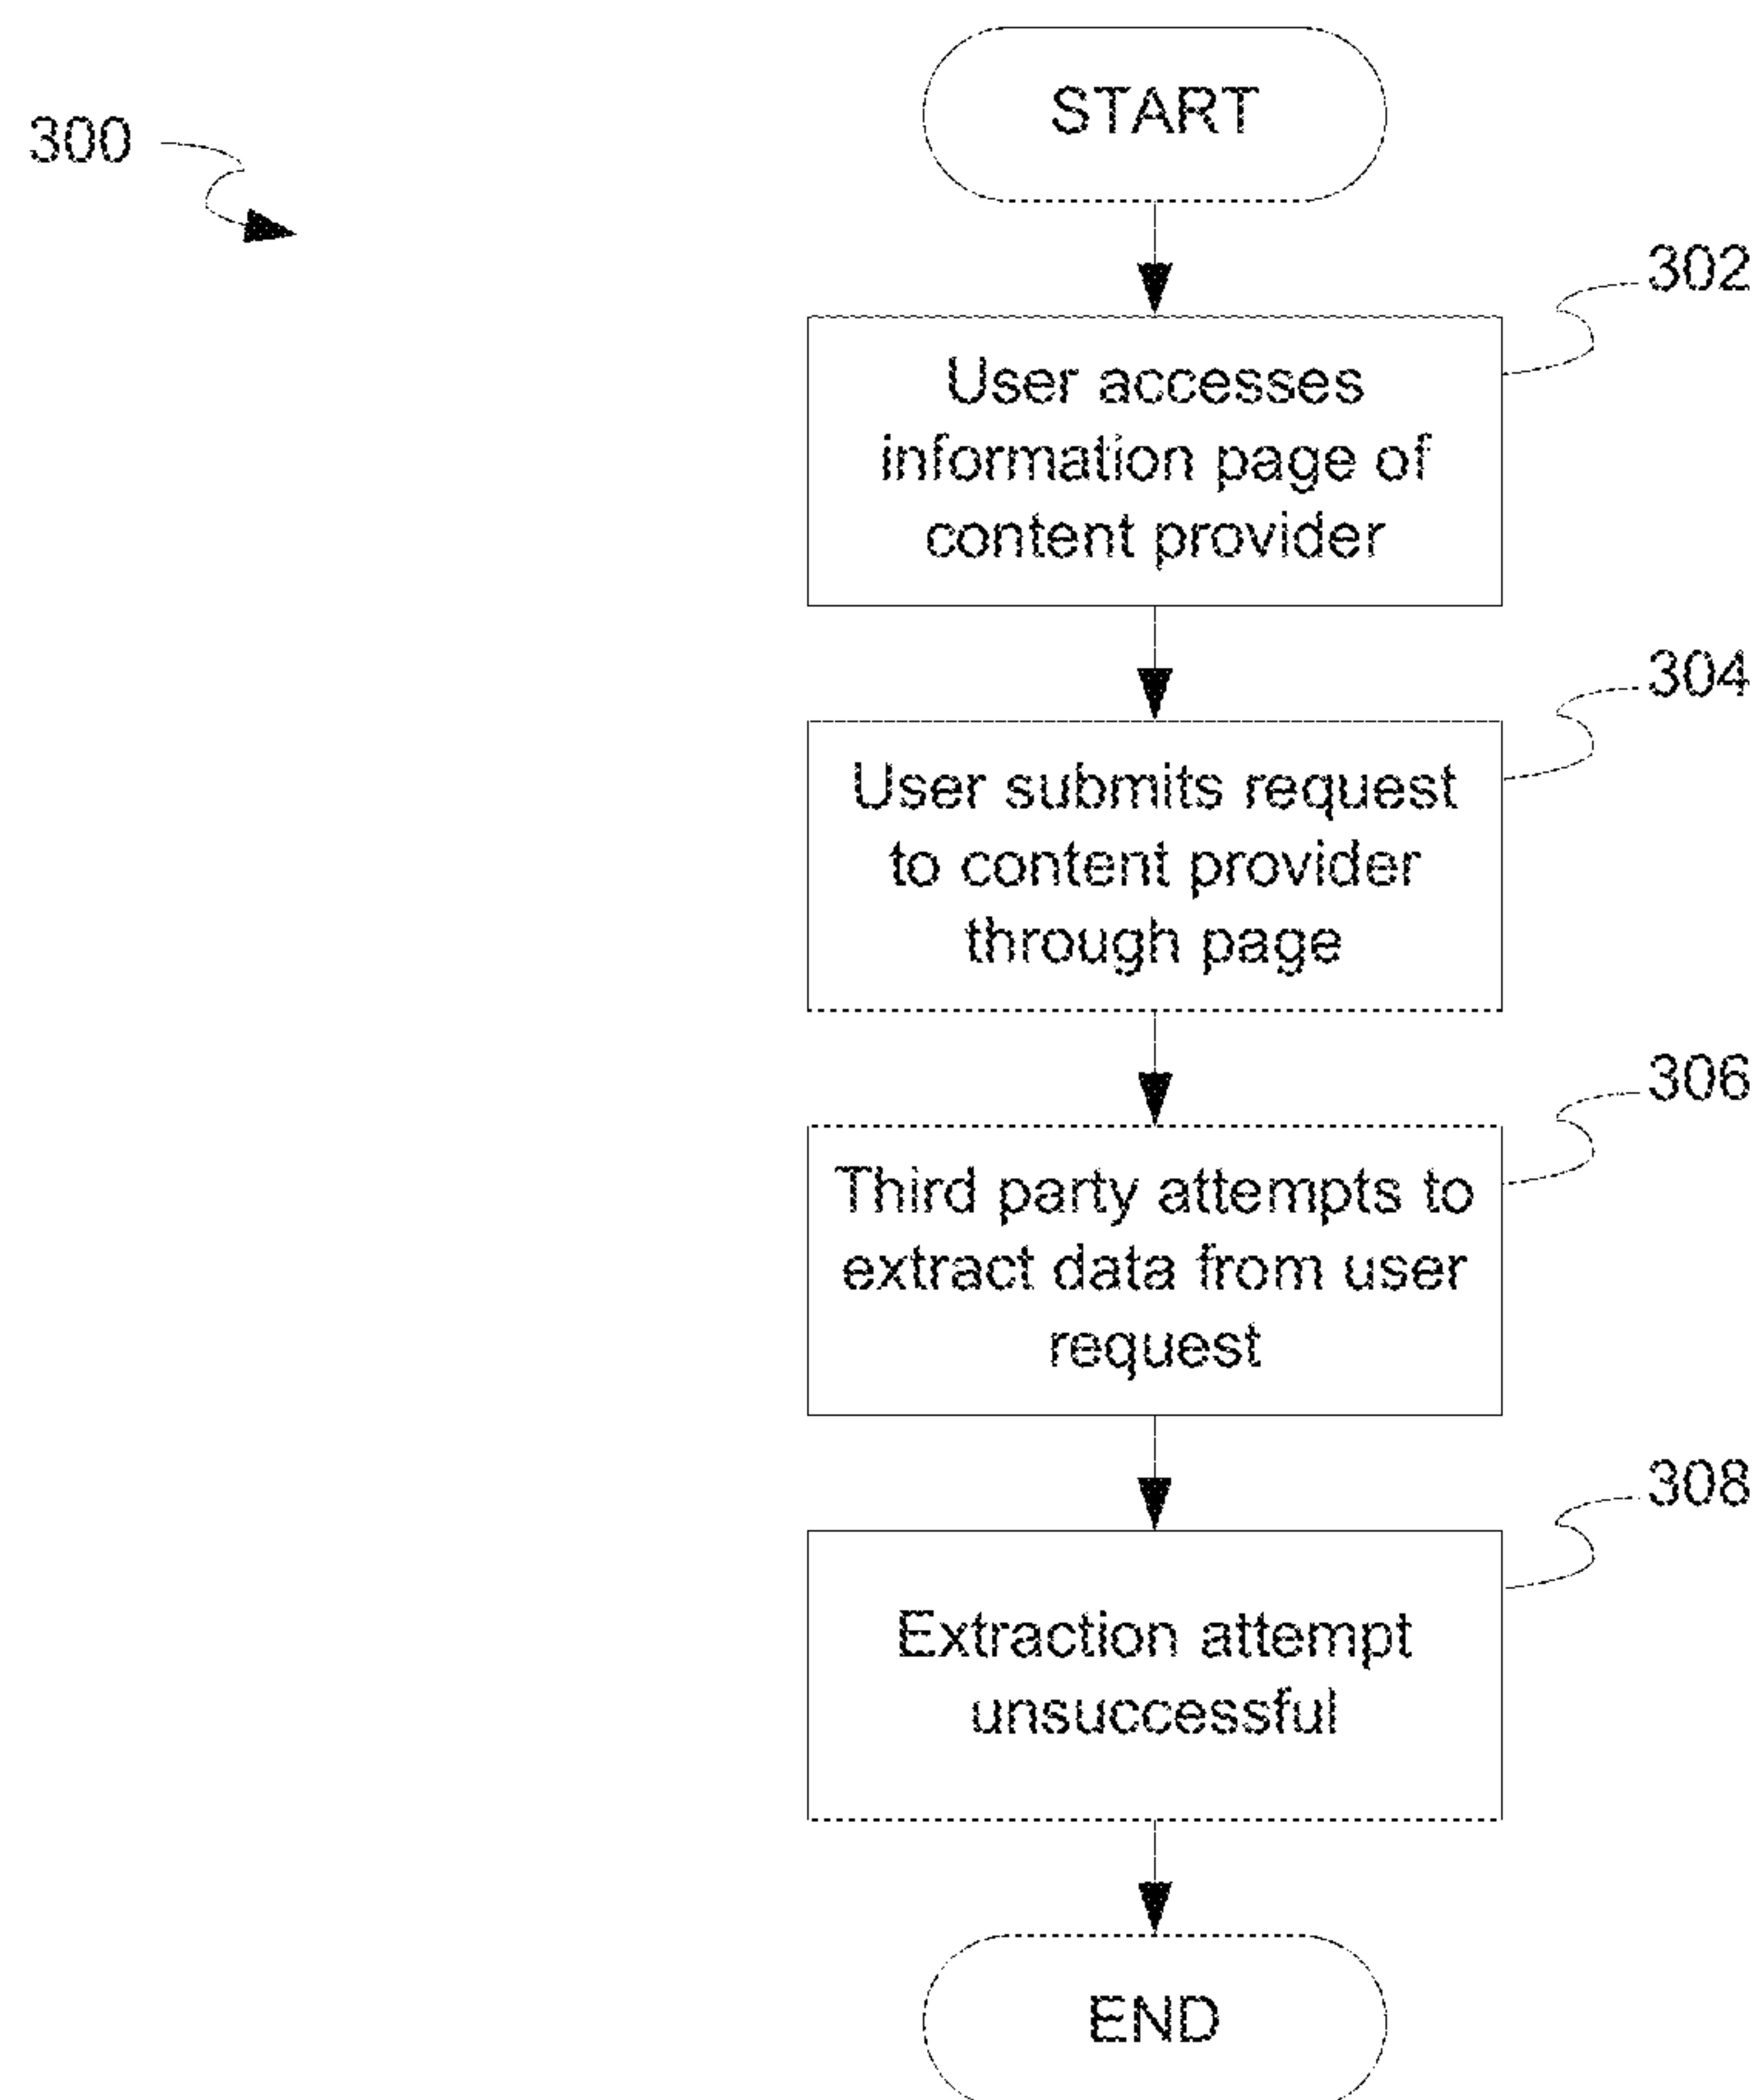 START
300
302
User accesses
information page of
content provider
304
User submits request
to content provider
through page
306
Third party attempts to
extract data from user
request
308
Extraction attempt
unsuccessful
END